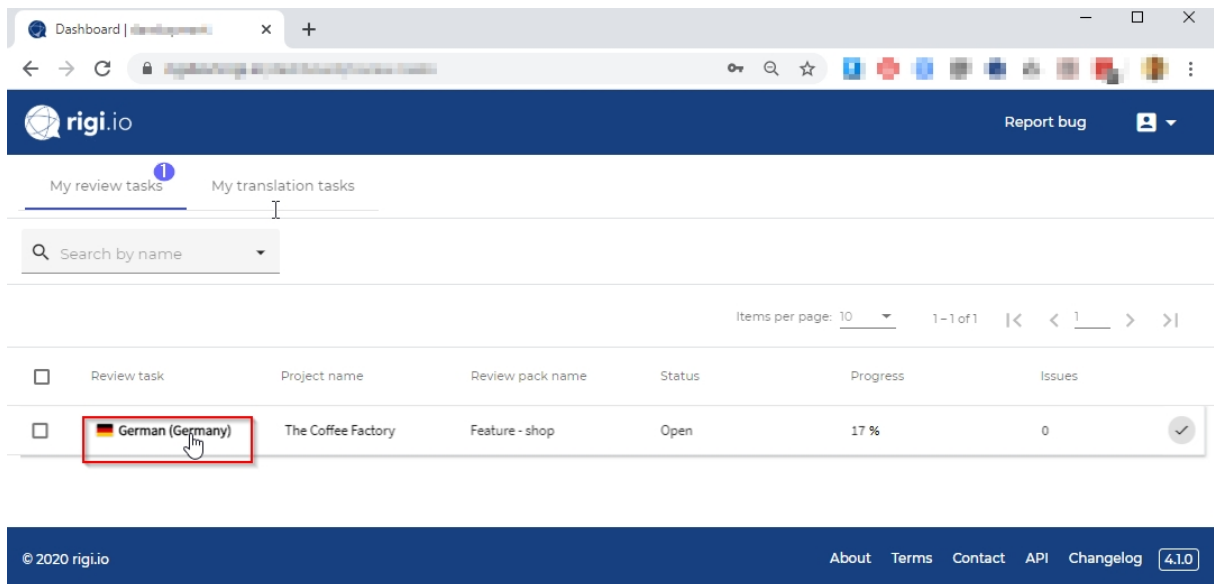 Dashboard |
rigi.io
Report bug
My review tasks 1
My translation tasks
Search by name
Items per page: 10 1 – 1 of 1 1
Review task Project name Review pack name Status Progress Issues
German (Germany) The Coffee Factory Feature - shop Open 17 % 0
© 2020 rigi.io About Terms Contact API Changelog 4.1.0